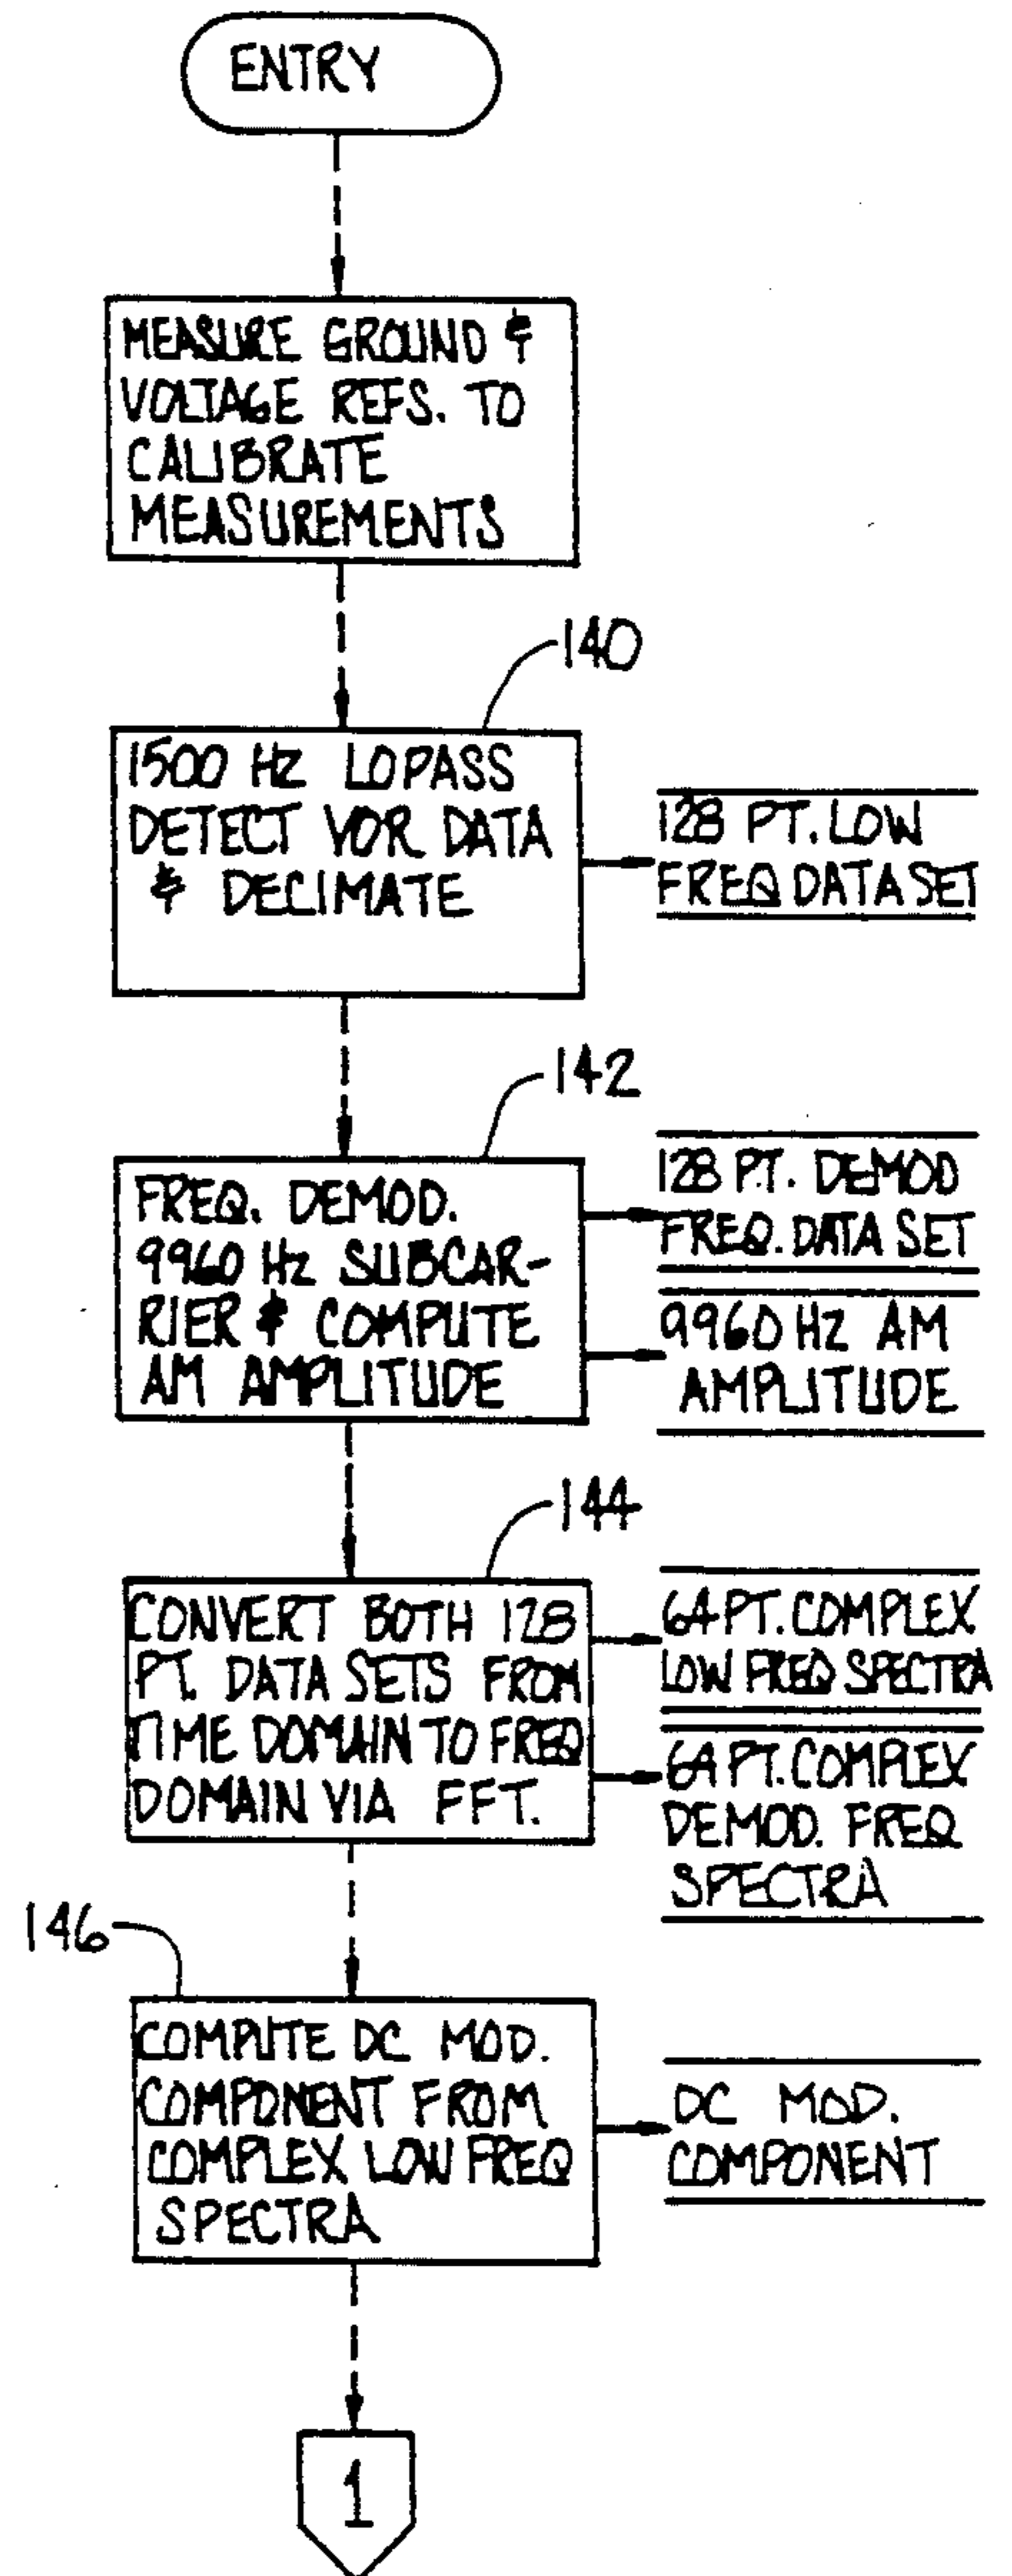 ENTRY
MEASURE GROUND &
VOLTAGE REFS. TO
CALIBRATE
MEASUREMENTS
140
1500 HZ LOPASS
DETECT VOR DATA
& DECIMATE
128 PT. LOW
FREQ DATA SET
142
FREQ. DEMOD.
9960 HZ SUBCAR-
RIER & COMPUTE
AM AMPLITUDE
128 PT. DEMOD
FREQ. DATA SET
9960 HZ AM
AMPLITUDE
144
CONVERT BOTH 128
PT. DATA SETS FROM
TIME DOMAIN TO FREQ
DOMAIN VIA FFT.
64 PT. COMPLEX
LOW FREQ SPECTRA
64 PT. COMPLEX
DEMOD. FREQ
SPECTRA
146
COMPUTE DC MOD.
COMPONENT FROM
COMPLEX LOW FREQ
SPECTRA
DC MOD.
COMPONENT
1